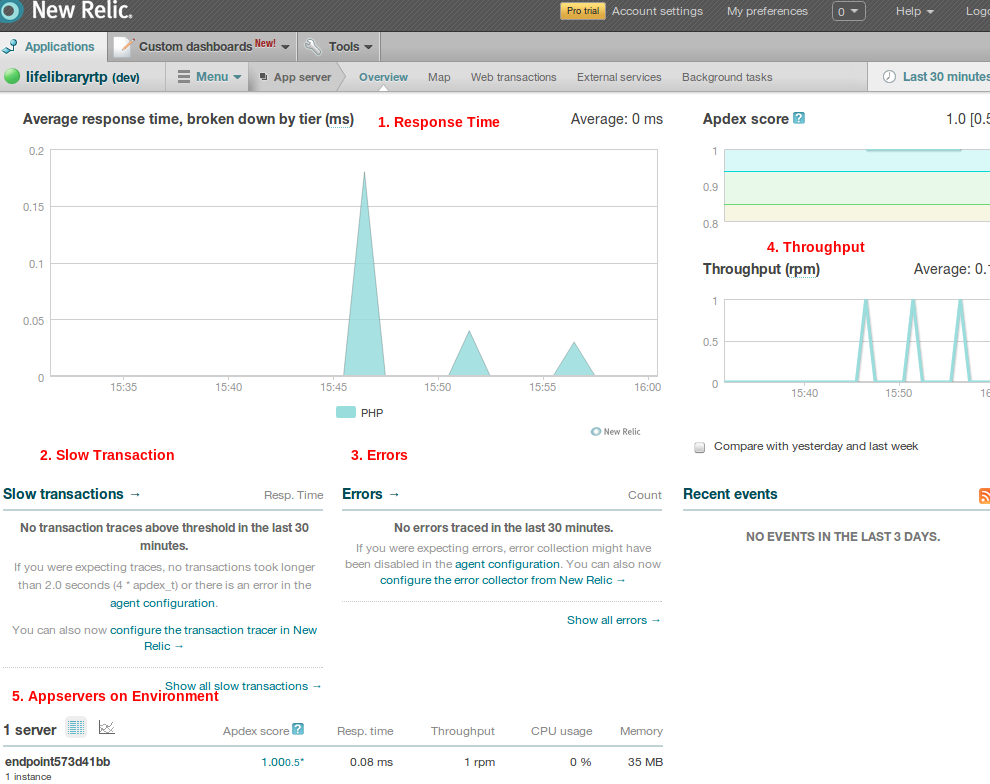 New Relic.
Pro trial Account settings My preferences 0 Help
Applications Custom dashboards New! Tools
lifelibraryrtp (dev) Menu App server Overview Map Web transactions External services Background tasks Last 30 minutes
Average response time, broken down by tier (ms) 1. Response Time Average: 0 ms
0.2
0.15
0.1
0.05
0
15:35 15:40 15:45 15:50 15:55 16:00
PHP
New Relic
Apdex score ? 1.0 [0.5
1
0.9
0.8
4. Throughput
Throughput (rpm) Average: 0.1
1
0.5
0
15:40 15:50
Compare with yesterday and last week
2. Slow Transaction
Slow transactions → Resp. Time
No transaction traces above threshold in the last 30
minutes.
If you were expecting traces, no transactions took longer
than 2.0 seconds (4 * apdex_t) or there is an error in the
agent configuration.
You can also now configure the transaction tracer in New
Relic →
Show all slow transactions →
3. Errors
Errors → Count
No errors traced in the last 30 minutes.
If you were expecting errors, error collection might have
been disabled in the agent configuration. You can also now
configure the error collector from New Relic →
Show all errors →
Recent events
NO EVENTS IN THE LAST 3 DAYS.
5. Appservers on Environment
1 server Apdex score ? Resp. time Throughput CPU usage Memory
endpoint573d41bb 1.00 0.5* 0.08 ms 1 rpm 0 % 35 MB
1 instance